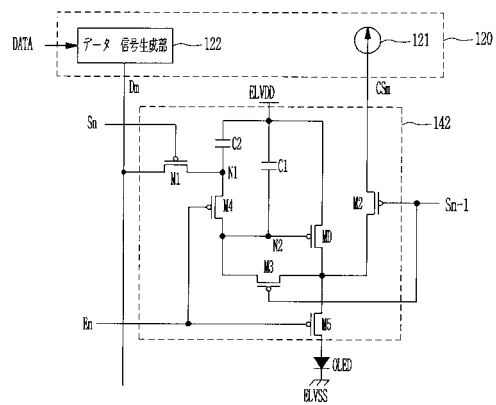 DATA
データ 信号生成部
122
121
120
Dm
CSm
ELVDD
142
Sn
C2
M1
N1
C1
M4
M2
Sn-1
N2
MD
M3
En
M5
OLED
ELVSS